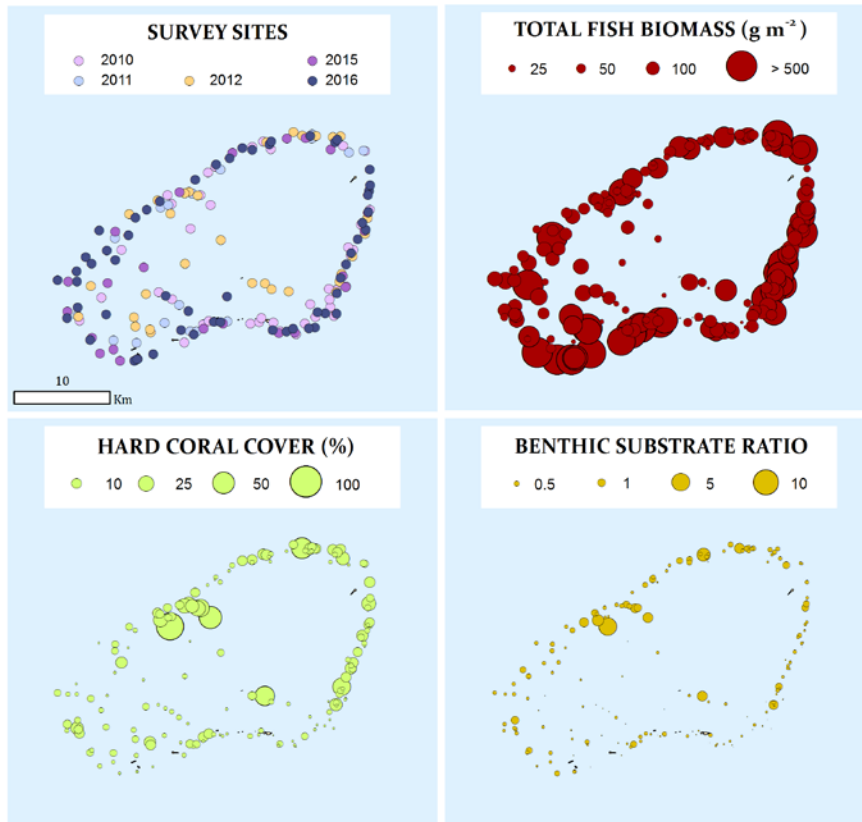 SURVEY SITES
2010 2015
2011 2012 2016
10
Km
TOTAL FISH BIOMASS (g m⁻²)
25 50 100 > 500
HARD CORAL COVER (%)
10 25 50 100
BENTHIC SUBSTRATE RATIO
0.5 1 5 10